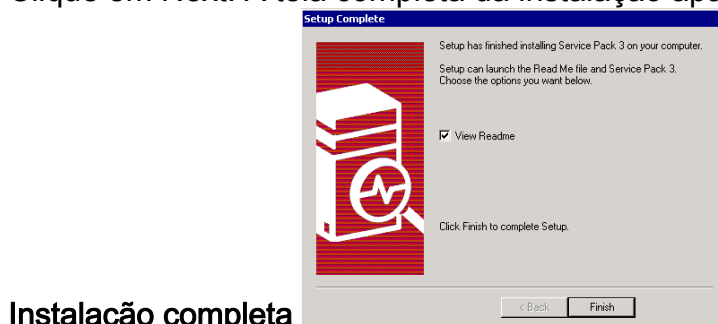 Setup Complete
Setup has finished installing Service Pack 3 on your computer.
Setup can launch the Read Me file and Service Pack 3.
Choose the options you want below.
View Readme
Click Finish to complete Setup.
< Back
Finish
Instalação completa